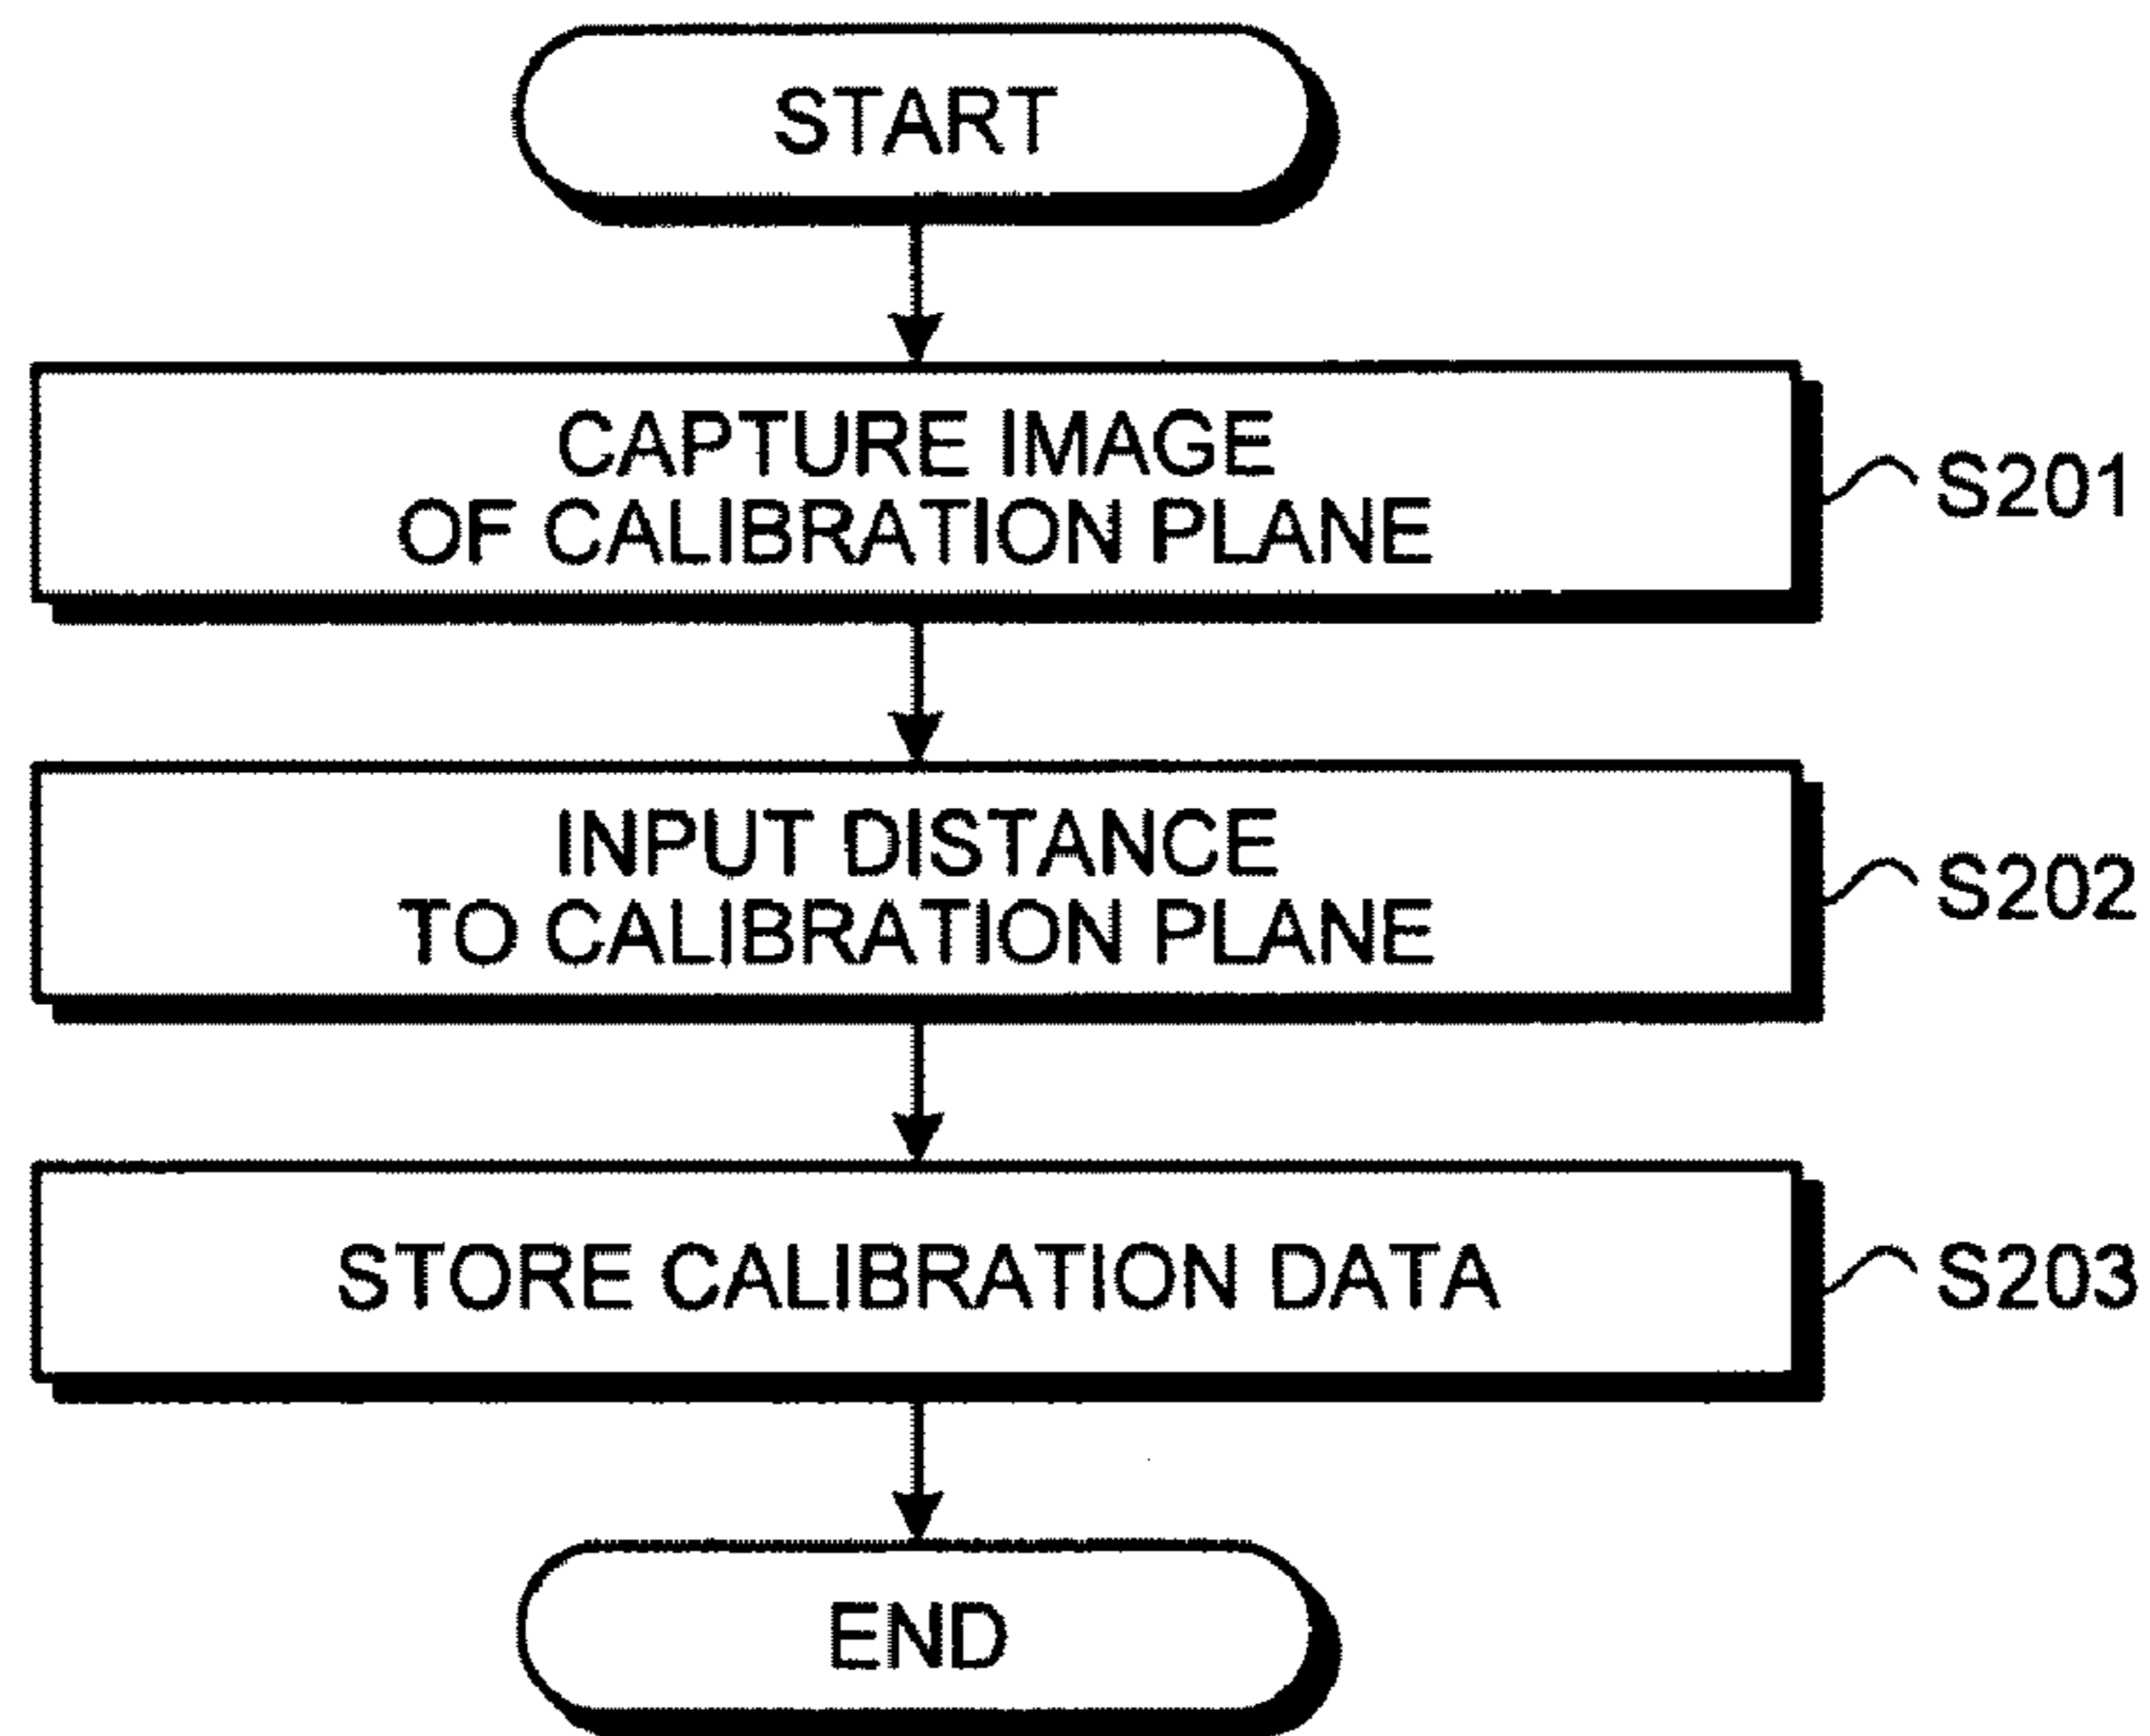 START
CAPTURE IMAGE
OF CALIBRATION PLANE
S201
INPUT DISTANCE
TO CALIBRATION PLANE
S202
STORE CALIBRATION DATA
S203
END